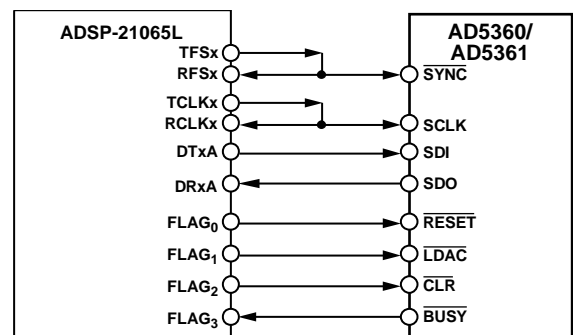 ADSP-21065L
AD5360/
AD5361
TFSx
RFSx
SYNC
TCLKx
RCLKx
SCLK
DTxA
SDI
DRxA
SDO
FLAG0
RESET
FLAG1
LDAC
FLAG2
CLR
FLAG3
BUSY